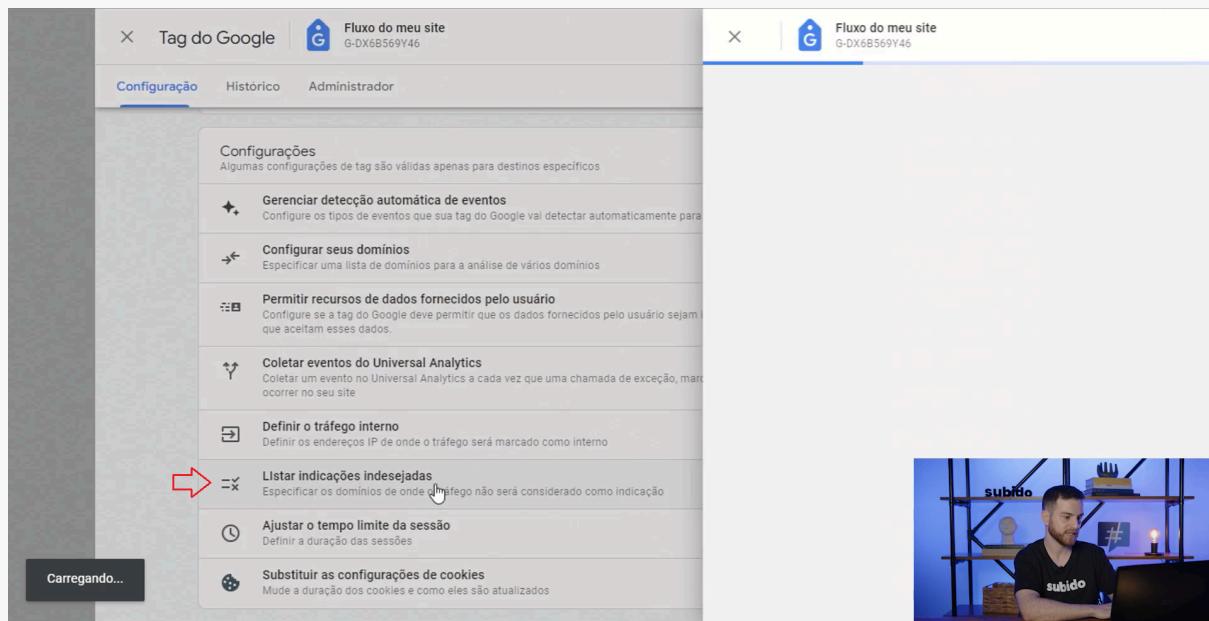 Tag do Google
Fluxo do meu site
G-DX6B569Y46
Configuração
Histórico
Administrador
Configurações
Algumas configurações de tag são válidas apenas para destinos específicos
Gerenciar detecção automática de eventos
Configure os tipos de eventos que sua tag do Google vai detectar automaticamente para
Configurar seus domínios
Especificar uma lista de domínios para a análise de vários domínios
Permitir recursos de dados fornecidos pelo usuário
Configure se a tag do Google deve permitir que os dados fornecidos pelo usuário sejam
que aceitam esses dados.
Coletar eventos do Universal Analytics
Coletar um evento no Universal Analytics a cada vez que uma chamada de exceção,
ocorrer no seu site
Definir o tráfego interno
Definir os endereços IP de onde o tráfego será marcado como interno
LIstar indicações indesejadas
Especificar os domínios de onde o tráfego não será considerado como indicação
Ajustar o tempo limite da sessão
Definir a duração das sessões
Substituir as configurações de cookies
Mude a duração dos cookies e como eles são atualizados
Carregando...
Fluxo do meu site
G-DX6B569Y46
subido
#
subido